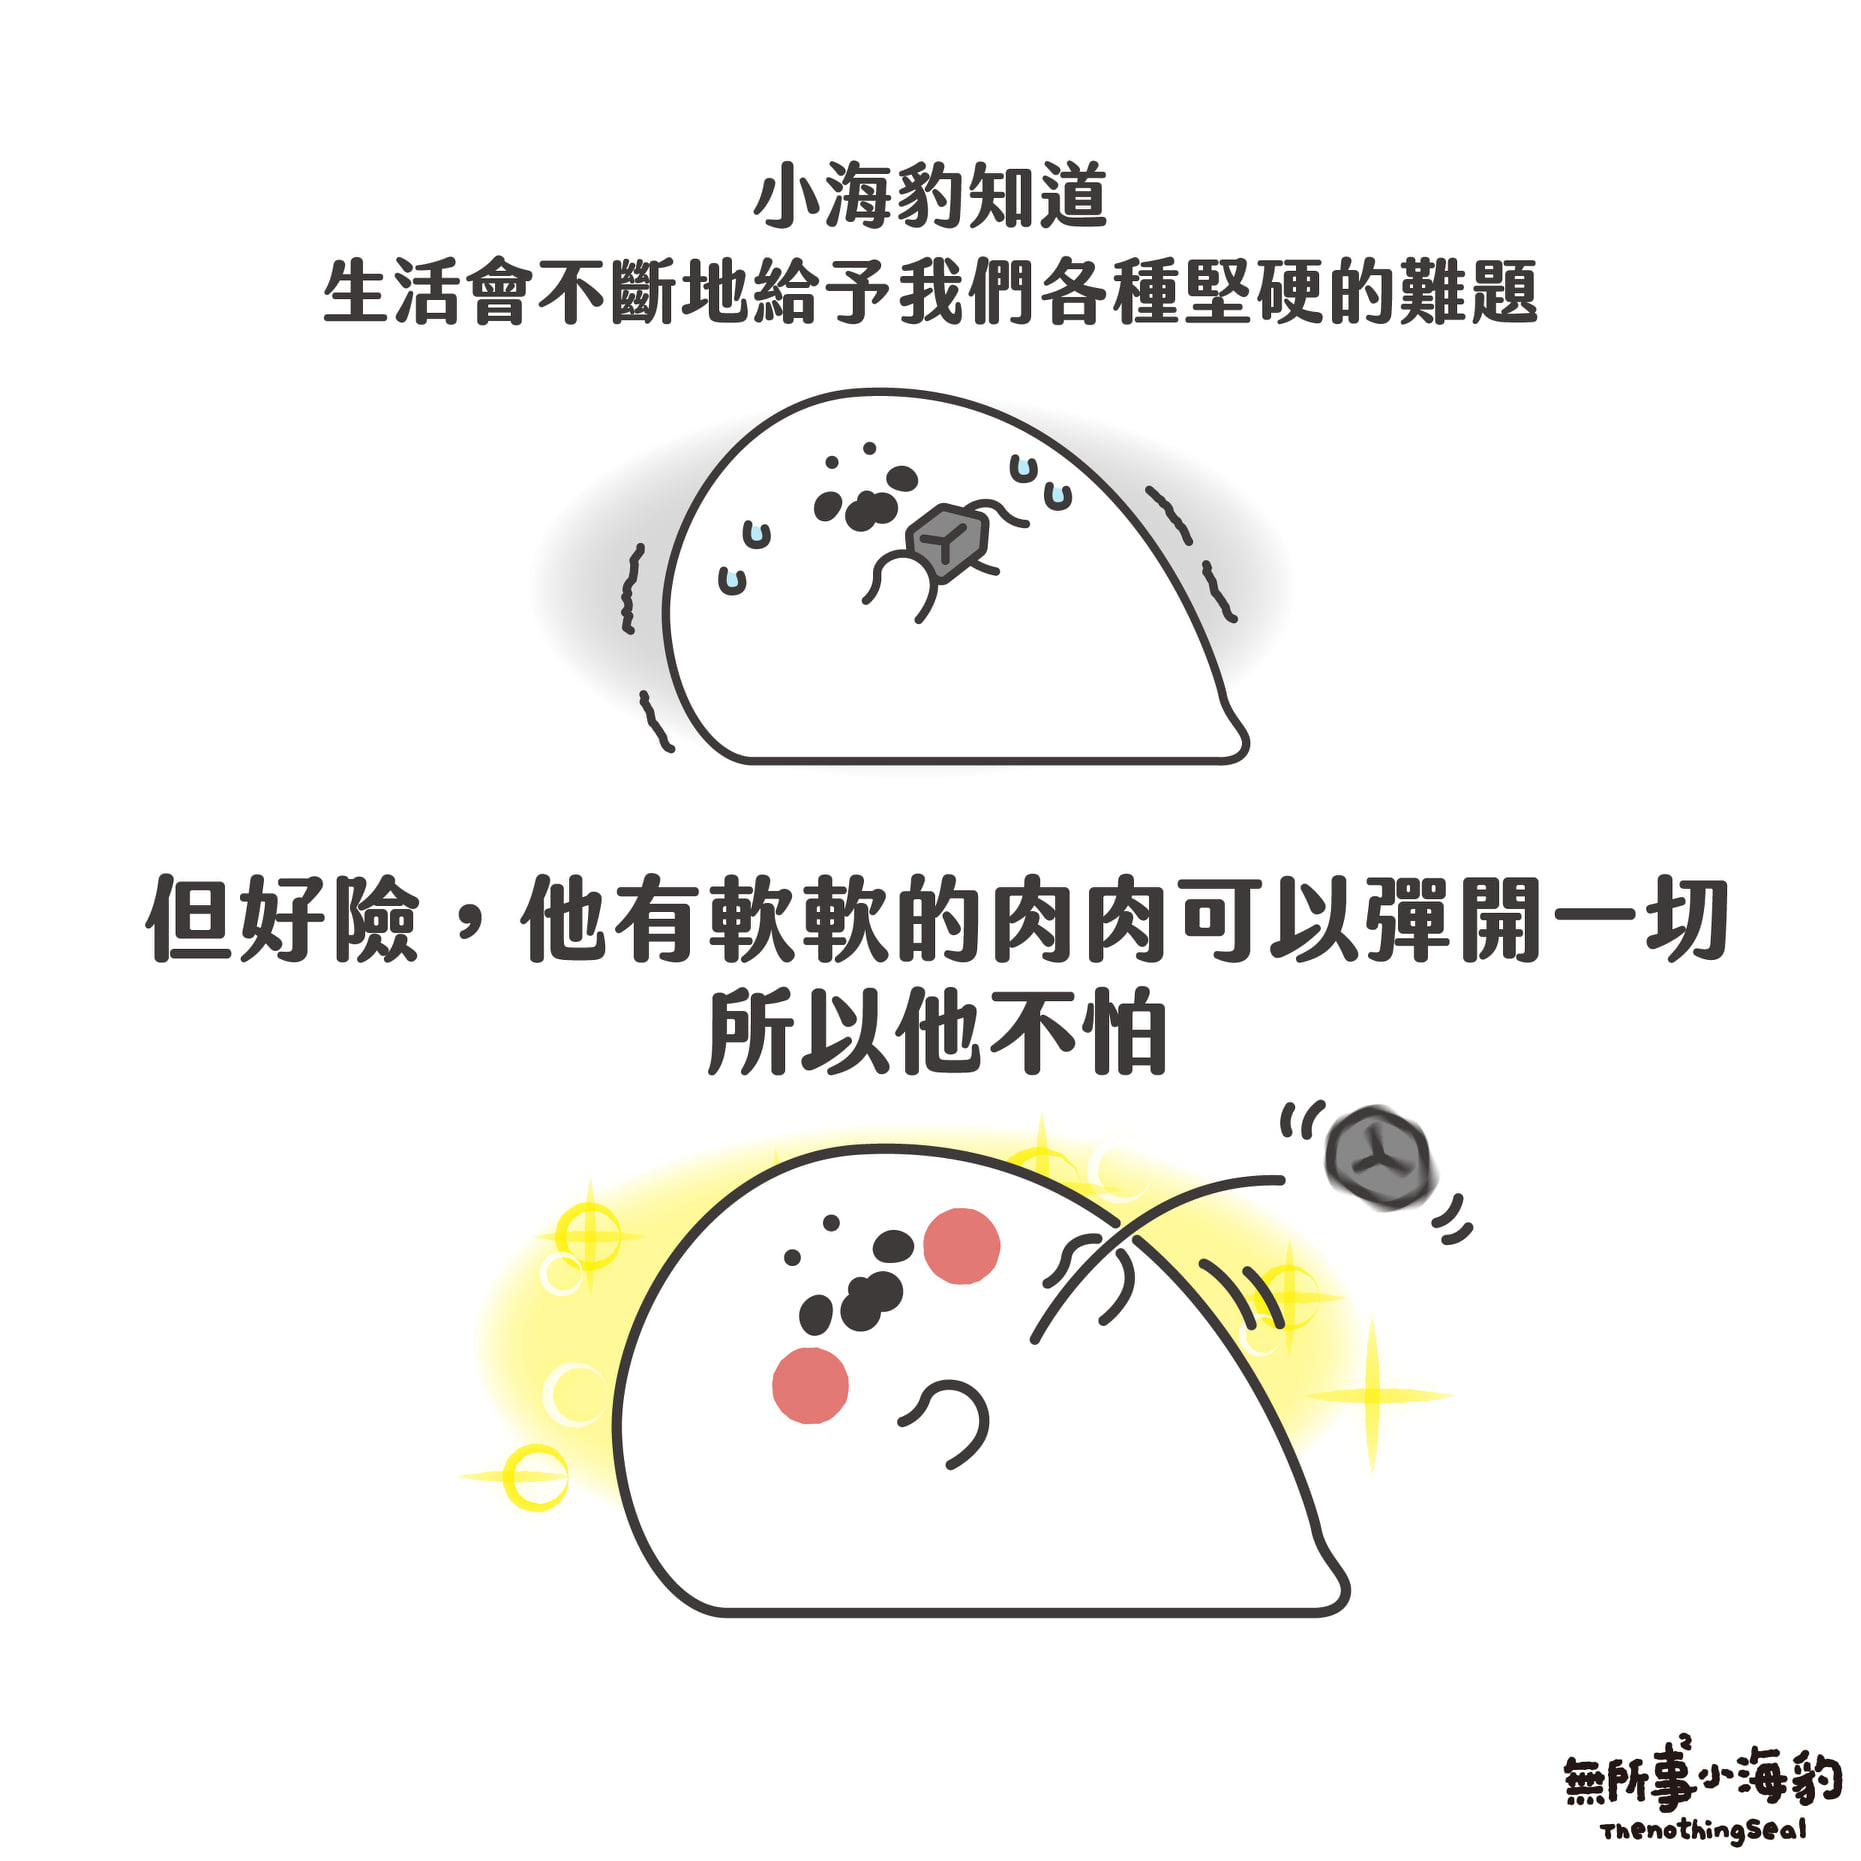 小海豹知道
生活會不斷地給予我們各種堅硬的難題
但好險，他有軟軟的肉肉可以彈開一切
所以他不怕
無所事²小海豹
ThenothingSeal